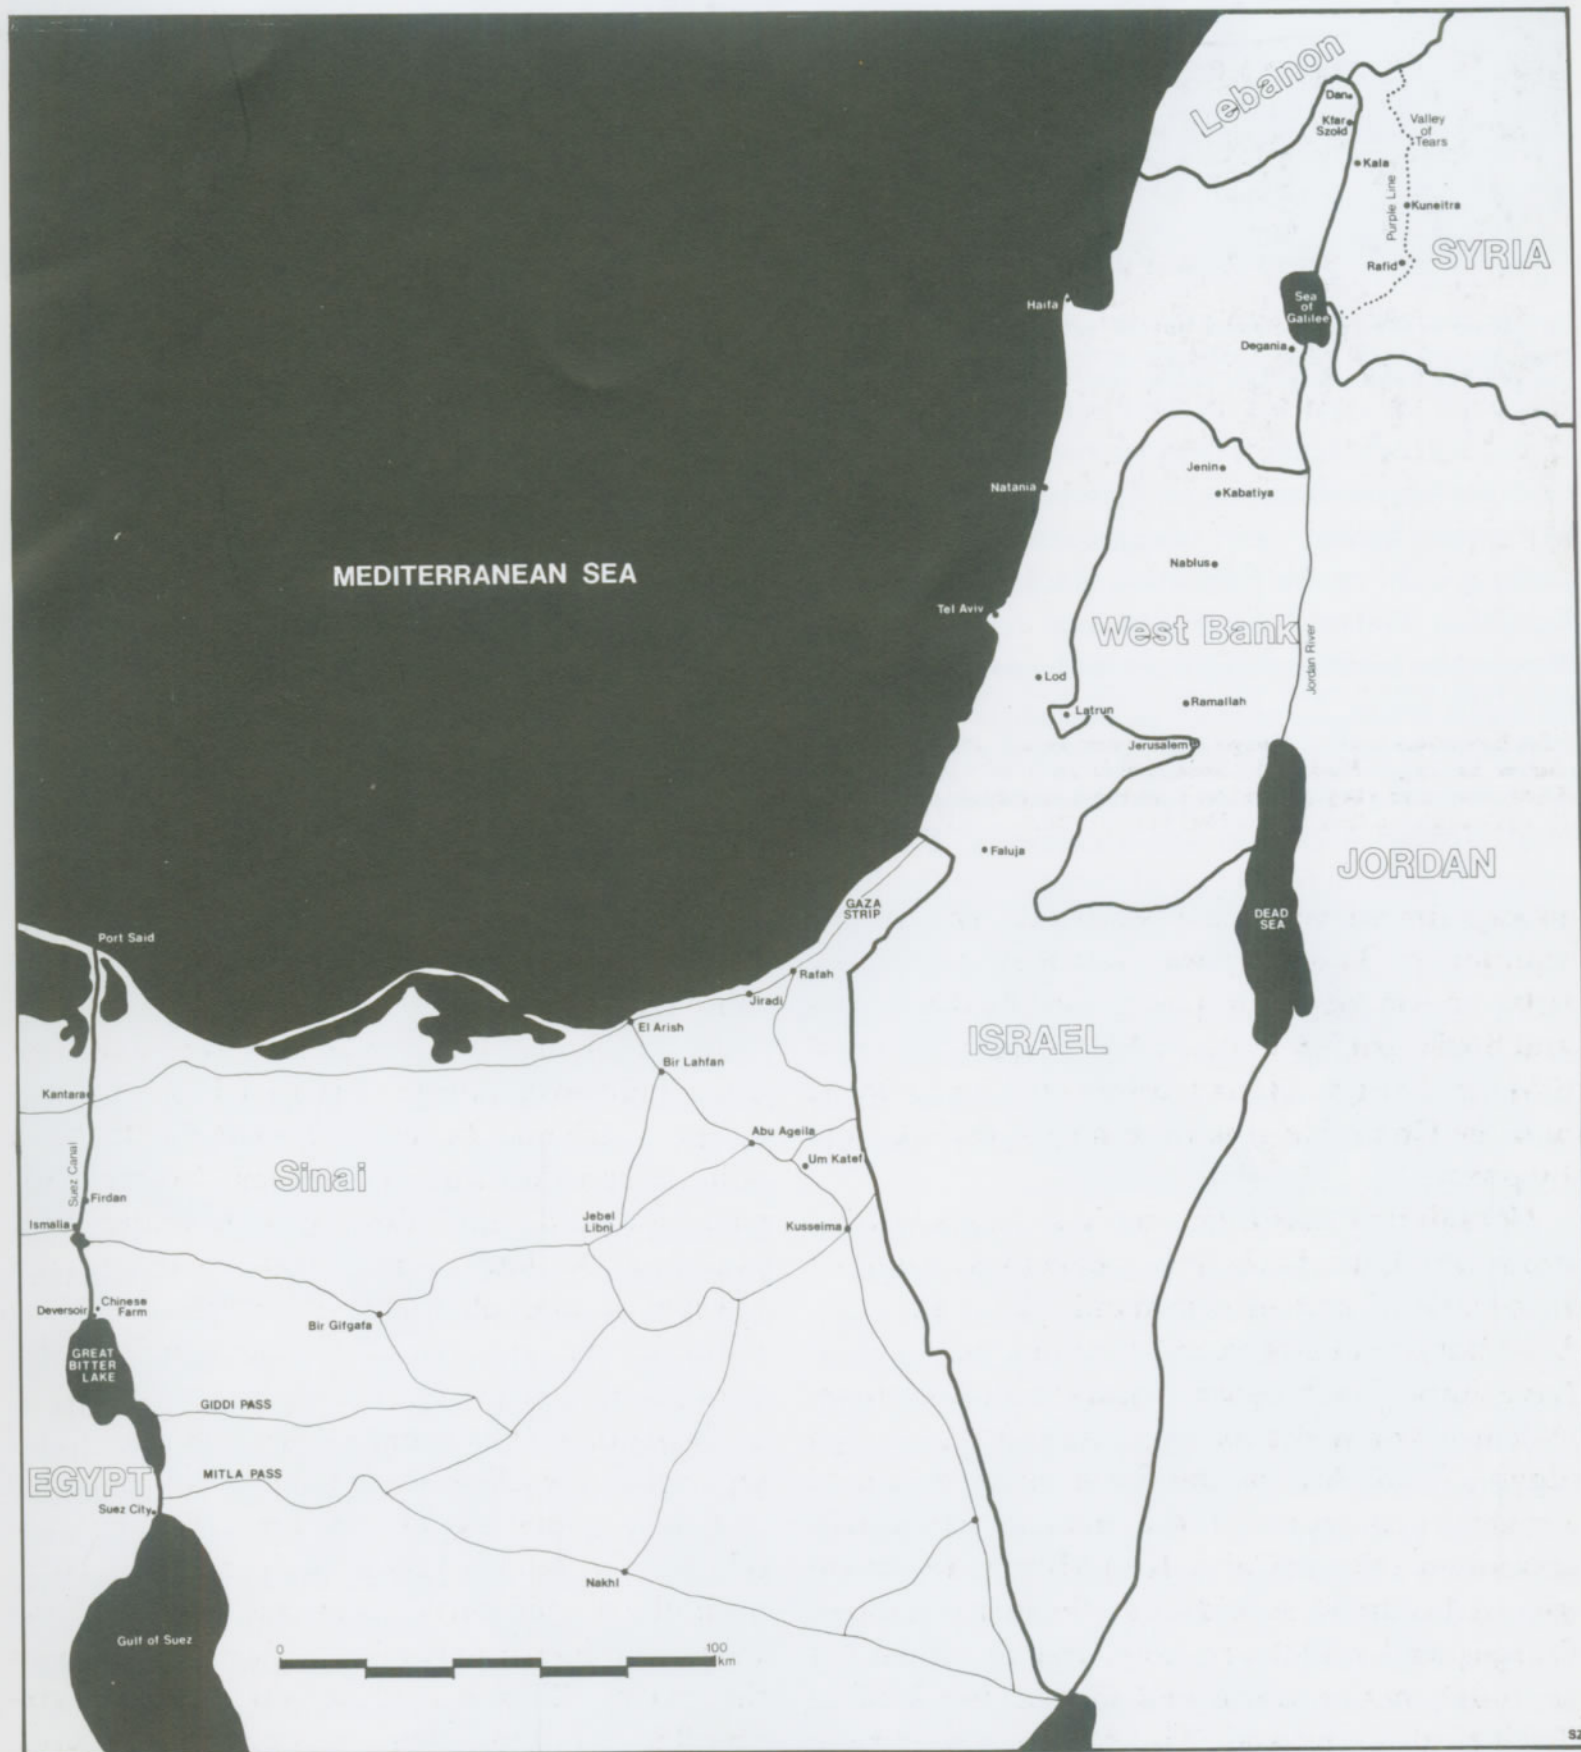 Lebanon
Dan
Kfar
Szold
Valley
of
Tears
Kala
Purple Line
Kuneitra
SYRIA
Rafid
Haifa
Sea
of
Galilee
Degania
Jenin
Natania
Kabatiya
Nablus
MEDITERRANEAN SEA
Tel Aviv
West Bank
Jordan River
Lod
Ramallah
Latrun
Jerusalem
Faluja
JORDAN
GAZA
STRIP
DEAD
SEA
Port Said
Rafah
Jiradi
El Arish
ISRAEL
Bir Lahfan
Kantara
Abu Ageila
Um Katef
Suez Canal
Sinai
Firdan
Ismalia
Jebel
Libni
Kusseima
Chinese
Farm
Deversoir
Bir Gifgafa
GREAT
BITTER
LAKE
GIDDI PASS
MITLA PASS
EGYPT
Suez City
Nakhl
Gulf of Suez
0
100
km
SZ